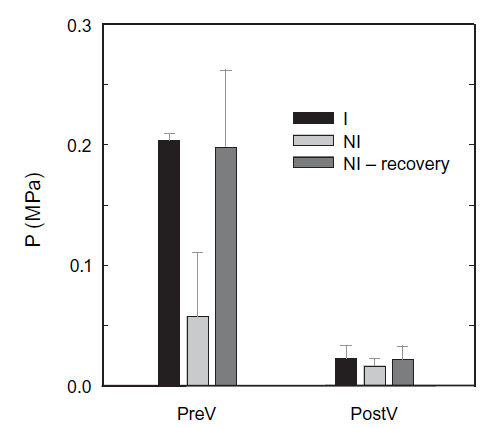 0.3
I
NI
NI – recovery
0.2
P (MPa)
0.1
0.0
PreV PostV